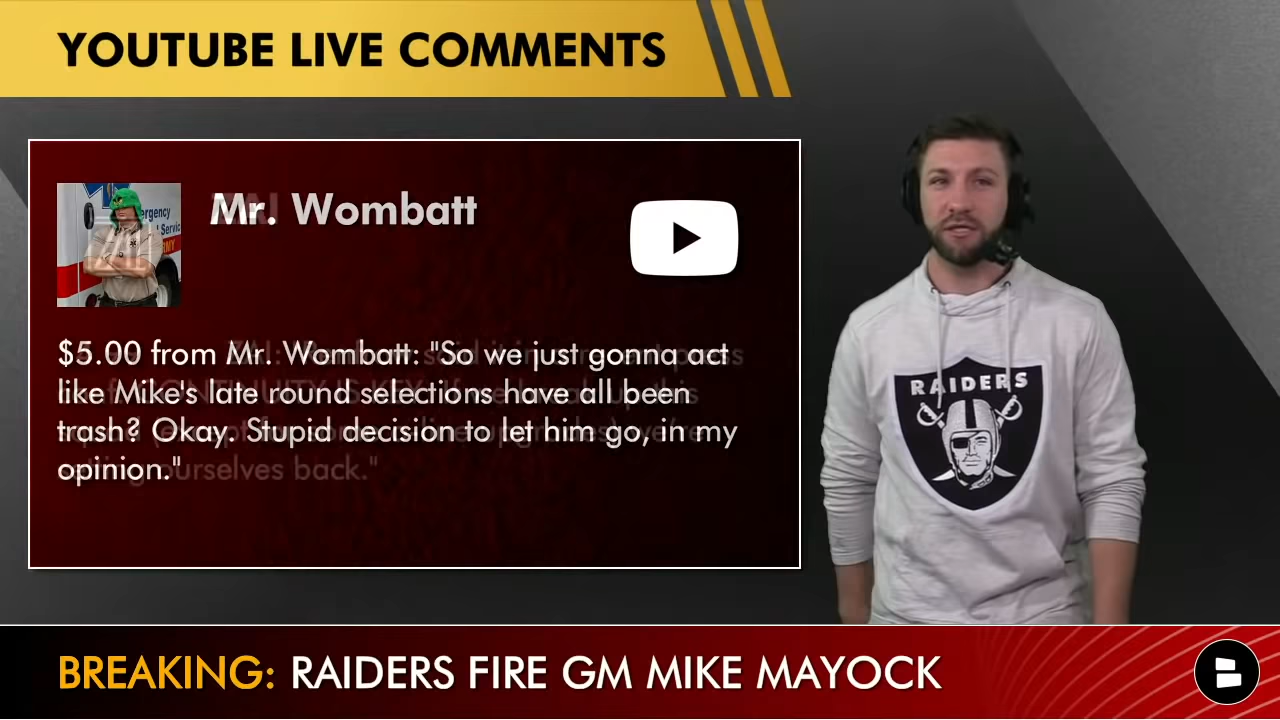 YOUTUBE LIVE COMMENTS
Mr. Wombatt
$5.00 from Mr. Wombatt: "So we just gonna act
like Mike's late round selections have all been
trash? Okay. Stupid decision to let him go, in my
opinion."
RAIDERS
BREAKING: RAIDERS FIRE GM MIKE MAYOCK